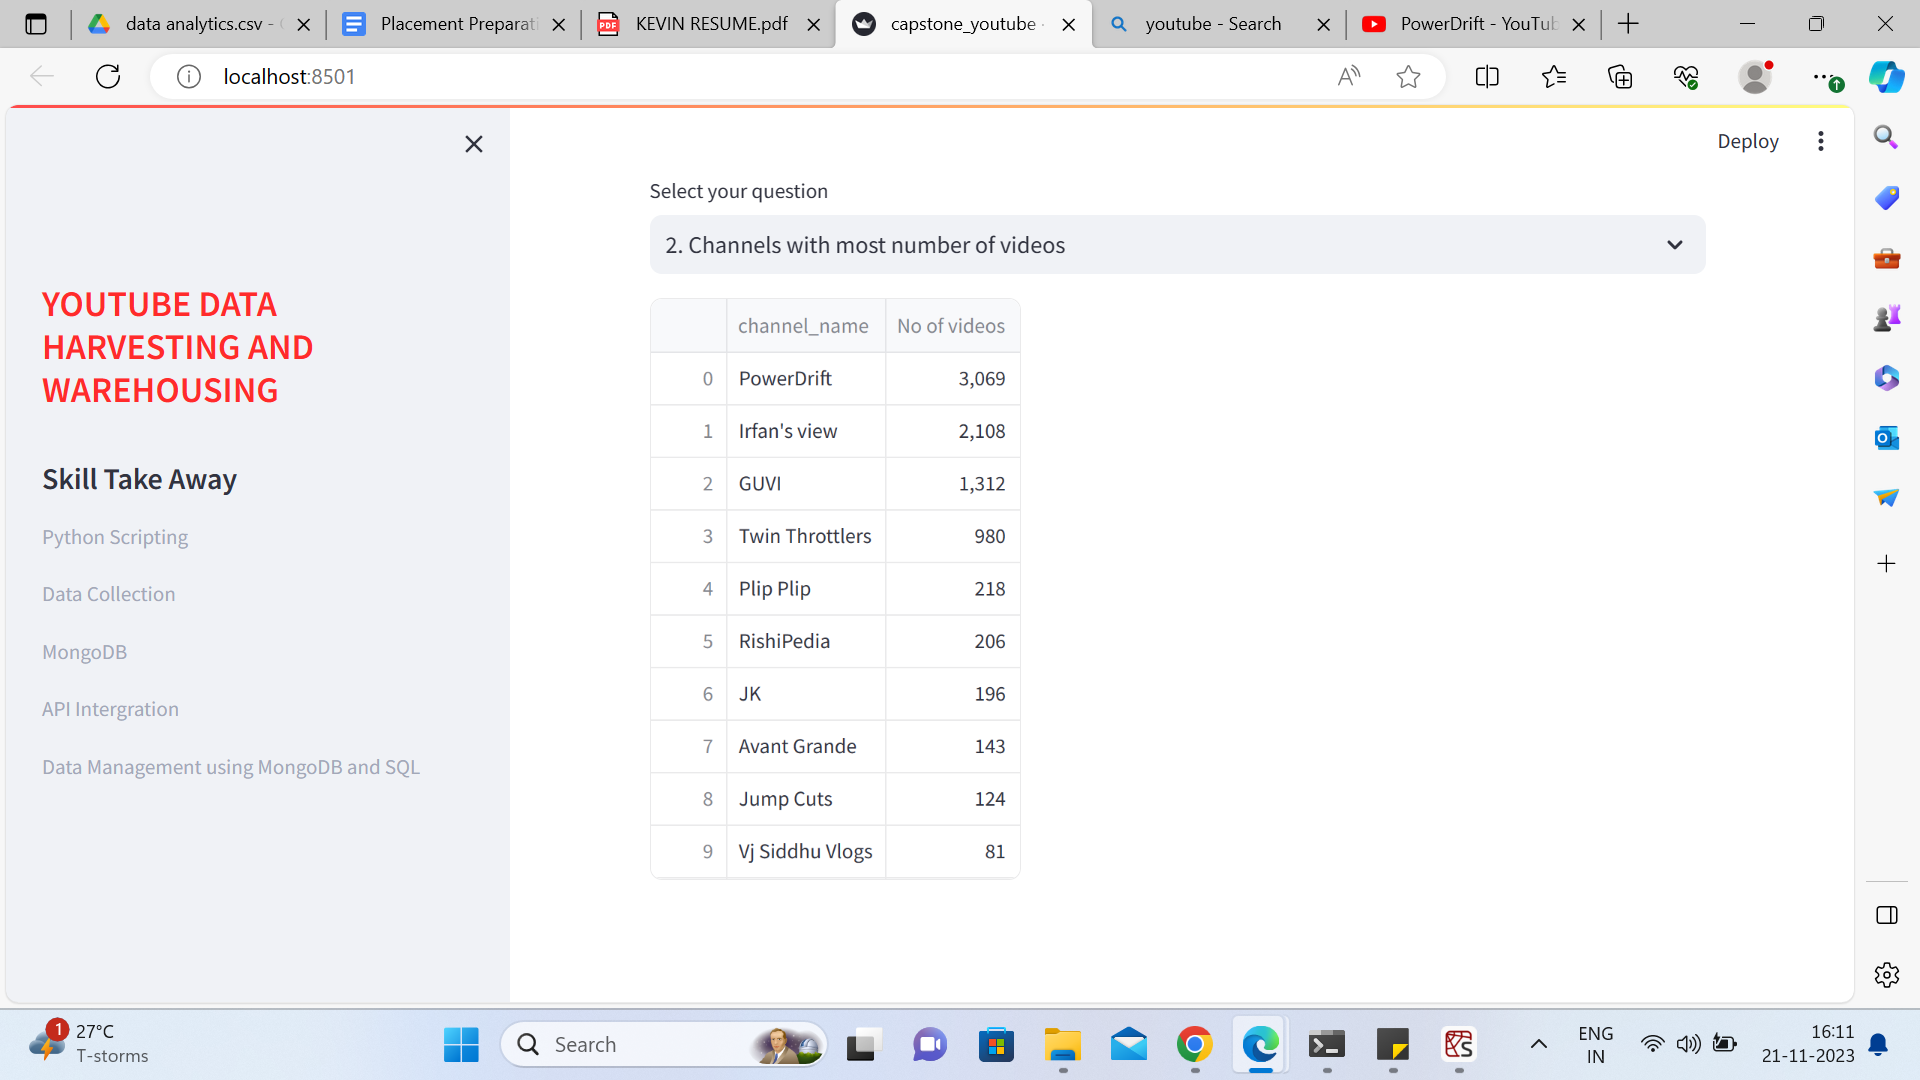 data analytics.csv -
Placement Preparati
KEVIN RESUME.pdf
capstone_youtube
youtube - Search
PowerDrift - YouTub
localhost:8501
Deploy
YOUTUBE DATA
HARVESTING AND
WAREHOUSING
Skill Take Away
Python Scripting
Data Collection
MongoDB
API Intergration
Data Management using MongoDB and SQL
Select your question
2. Channels with most number of videos
channel_name No of videos
0 PowerDrift 3,069
1 Irfan's view 2,108
2 GUVI 1,312
3 Twin Throttlers 980
4 Plip Plip 218
5 RishiPedia 206
6 JK 196
7 Avant Grande 143
8 Jump Cuts 124
9 Vj Siddhu Vlogs 81
1
27°C
T-storms
Search
ENG
IN
16:11
21-11-2023